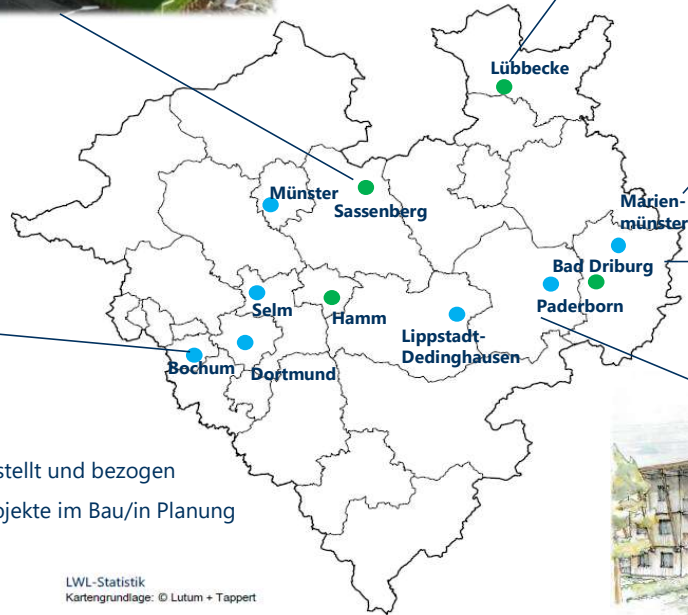 Lübbecke
Münster
Sassenberg
Marien-
münster
Bad Driburg
Paderborn
Selm
Hamm
Lippstadt-
Dedinghausen
Bochum
Dortmund
stellt und bezogen
jekte im Bau/in Planung
LWL-Statistik
Kartengrundlage: © Lutum + Tappert